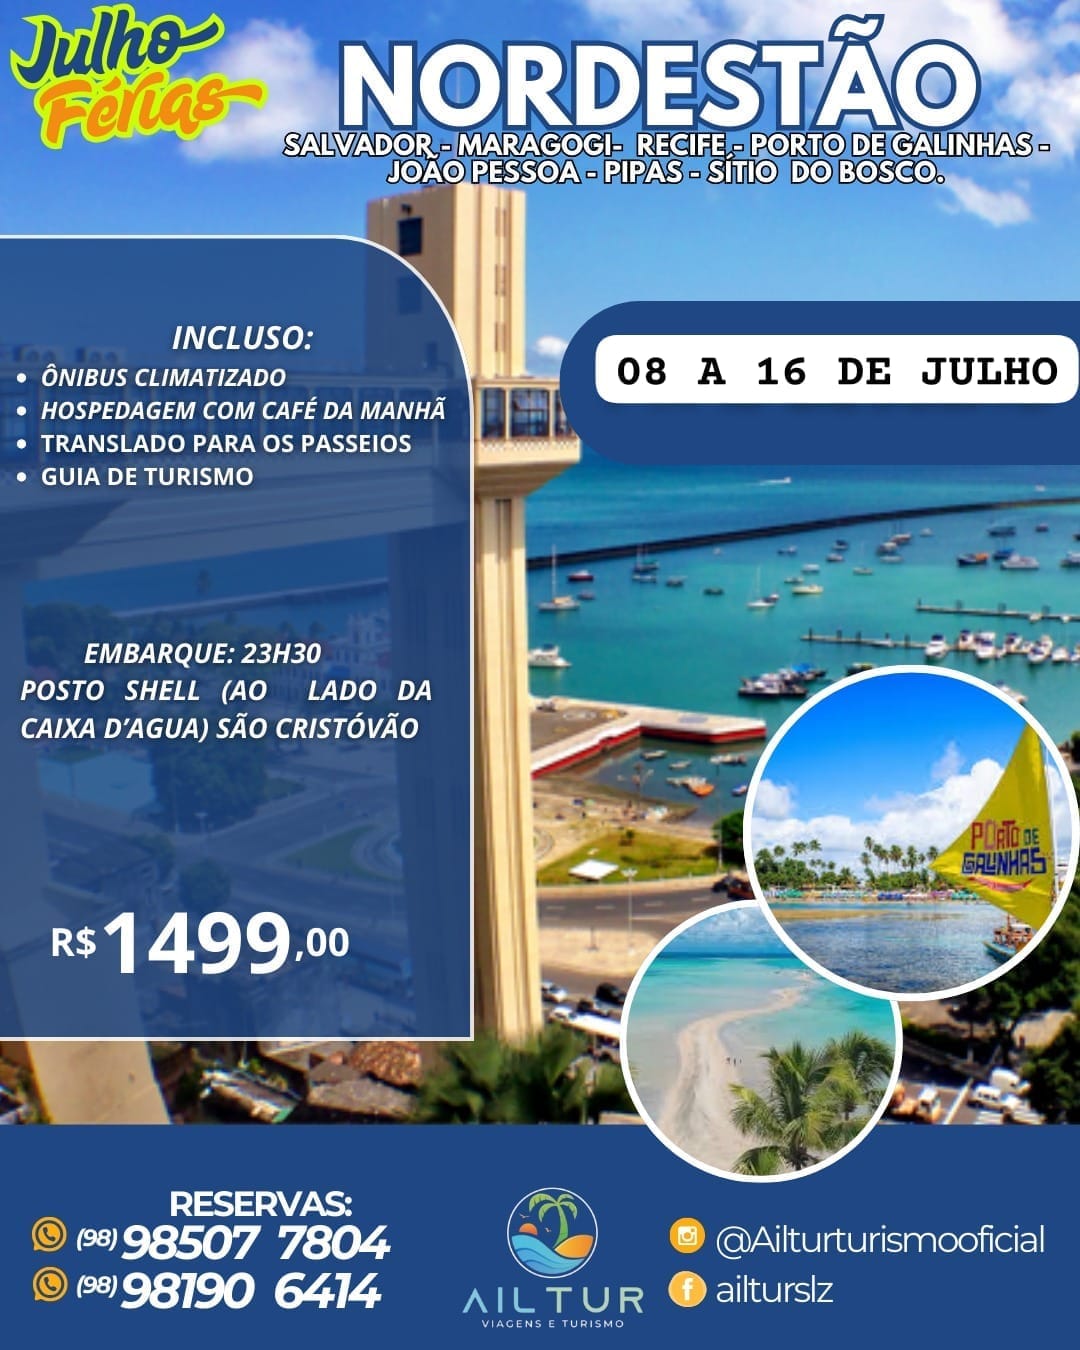 Julho
Férias
NORDESTÃO
SALVADOR - MARAGOGI- RECIFE - PORTO DE GALINHAS -
JOÃO PESSOA - PIPAS - SÍTIO DO BOSCO.
INCLUSO:
• ÔNIBUS CLIMATIZADO
• HOSPEDAGEM COM CAFÉ DA MANHÃ
• TRANSLADO PARA OS PASSEIOS
• GUIA DE TURISMO
08 A 16 DE JULHO
EMBARQUE: 23H30
POSTO SHELL (AO LADO DA
CAIXA D'AGUA) SÃO CRISTÓVÃO
PORTO DE
GALINHAS
R$1499,00
RESERVAS:
(98) 98507 7804
(98) 98190 6414
AILTUR
VIAGENS E TURISMO
@Ailturturismooficial
ailturslz